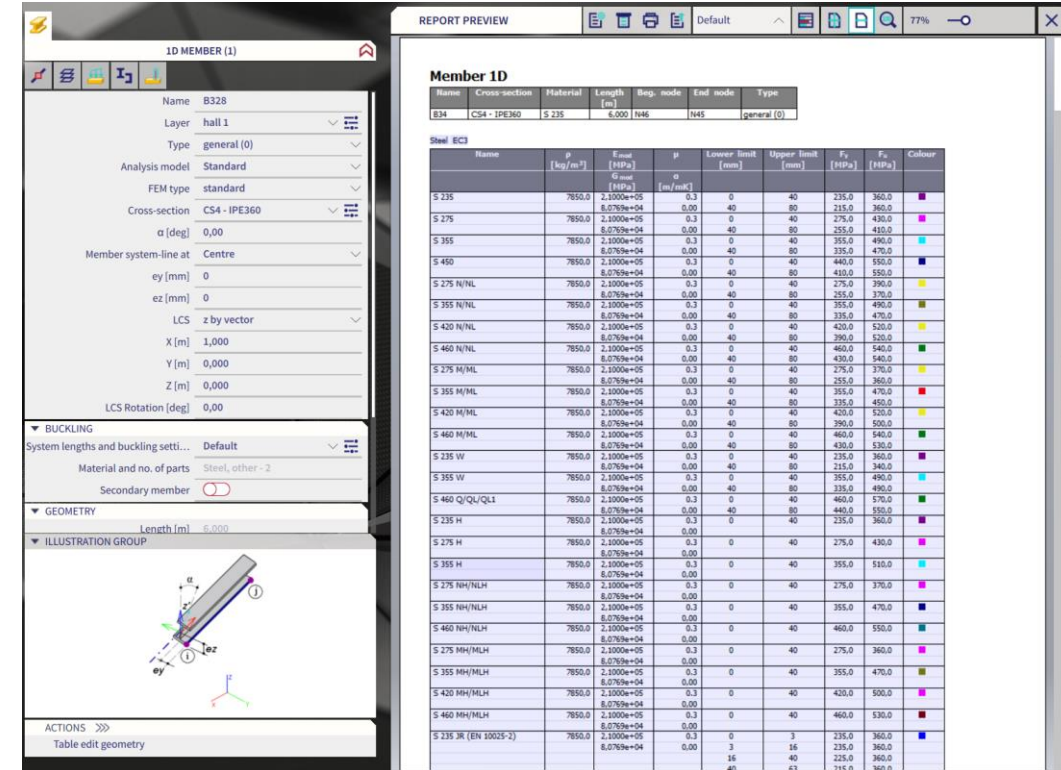 1D MEMBER (1)
Name B328
Layer hall 1
Type general (0)
Analysis model Standard
FEM type standard
Cross-section CS4 - IPE360
α [deg] 0,00
Member system-line at Centre
ey [mm] 0
ez [mm] 0
LCS z by vector
X [m] 1,000
Y [m] 0,000
Z [m] 0,000
LCS Rotation [deg] 0,00
BUCKLING
System lengths and buckling setti... Default
Material and no. of parts Steel, other - 2
Secondary member
GEOMETRY
Length [m] 6,000
ILLUSTRATION GROUP
α
z'
j
i
ez
ey
z
x
Y
ACTIONS >>>
Table edit geometry
REPORT PREVIEW Default 77%
Member 1D
Name Cross-section Material Length Beg. node End node Type
[m]
B34 CS4 - IPE360 S 235 6,000 N46 N45 general (0)
Steel EC3
Name ρ E mod μ Lower limit Upper limit Fy Fu Colour
[kg/m³] [MPa] [mm] [mm] [MPa] [MPa]
G mod α
[MPa] [m/mK]
S 235 7850,0 2,1000e+05 0.3 0 40 235,0 360,0
8,0769e+04 0,00 40 80 215,0 360,0
S 275 7850,0 2,1000e+05 0.3 0 40 275,0 430,0
8,0769e+04 0,00 40 80 255,0 410,0
S 355 7850,0 2,1000e+05 0.3 0 40 355,0 490,0
8,0769e+04 0,00 40 80 335,0 470,0
S 450 7850,0 2,1000e+05 0.3 0 40 440,0 550,0
8,0769e+04 0,00 40 80 410,0 550,0
S 275 N/NL 7850,0 2,1000e+05 0.3 0 40 275,0 390,0
8,0769e+04 0,00 40 80 255,0 370,0
S 355 N/NL 7850,0 2,1000e+05 0.3 0 40 355,0 490,0
8,0769e+04 0,00 40 80 335,0 470,0
S 420 N/NL 7850,0 2,1000e+05 0.3 0 40 420,0 520,0
8,0769e+04 0,00 40 80 390,0 520,0
S 460 N/NL 7850,0 2,1000e+05 0.3 0 40 460,0 540,0
8,0769e+04 0,00 40 80 430,0 540,0
S 275 M/ML 7850,0 2,1000e+05 0.3 0 40 275,0 370,0
8,0769e+04 0,00 40 80 255,0 360,0
S 355 M/ML 7850,0 2,1000e+05 0.3 0 40 355,0 470,0
8,0769e+04 0,00 40 80 335,0 450,0
S 420 M/ML 7850,0 2,1000e+05 0.3 0 40 420,0 520,0
8,0769e+04 0,00 40 80 390,0 500,0
S 460 M/ML 7850,0 2,1000e+05 0.3 0 40 460,0 540,0
8,0769e+04 0,00 40 80 430,0 530,0
S 235 W 7850,0 2,1000e+05 0.3 0 40 235,0 360,0
8,0769e+04 0,00 40 80 215,0 340,0
S 355 W 7850,0 2,1000e+05 0.3 0 40 355,0 490,0
8,0769e+04 0,00 40 80 335,0 490,0
S 460 Q/QL/QL1 7850,0 2,1000e+05 0.3 0 40 460,0 570,0
8,0769e+04 0,00 40 80 440,0 550,0
S 235 H 7850,0 2,1000e+05 0.3 0 40 235,0 360,0
8,0769e+04 0,00
S 275 H 7850,0 2,1000e+05 0.3 0 40 275,0 430,0
8,0769e+04 0,00
S 355 H 7850,0 2,1000e+05 0.3 0 40 355,0 510,0
8,0769e+04 0,00
S 275 NH/NLH 7850,0 2,1000e+05 0.3 0 40 275,0 370,0
8,0769e+04 0,00
S 355 NH/NLH 7850,0 2,1000e+05 0.3 0 40 355,0 470,0
8,0769e+04 0,00
S 460 NH/NLH 7850,0 2,1000e+05 0.3 0 40 460,0 550,0
8,0769e+04 0,00
S 275 MH/MLH 7850,0 2,1000e+05 0.3 0 40 275,0 360,0
8,0769e+04 0,00
S 355 MH/MLH 7850,0 2,1000e+05 0.3 0 40 355,0 470,0
8,0769e+04 0,00
S 420 MH/MLH 7850,0 2,1000e+05 0.3 0 40 420,0 500,0
8,0769e+04 0,00
S 460 MH/MLH 7850,0 2,1000e+05 0.3 0 40 460,0 530,0
8,0769e+04 0,00
S 235 JR (EN 10025-2) 7850,0 2,1000e+05 0.3 0 3 235,0 360,0
8,0769e+04 0,00 3 16 235,0 360,0
16 40 225,0 360,0
40 63 215,0 360,0